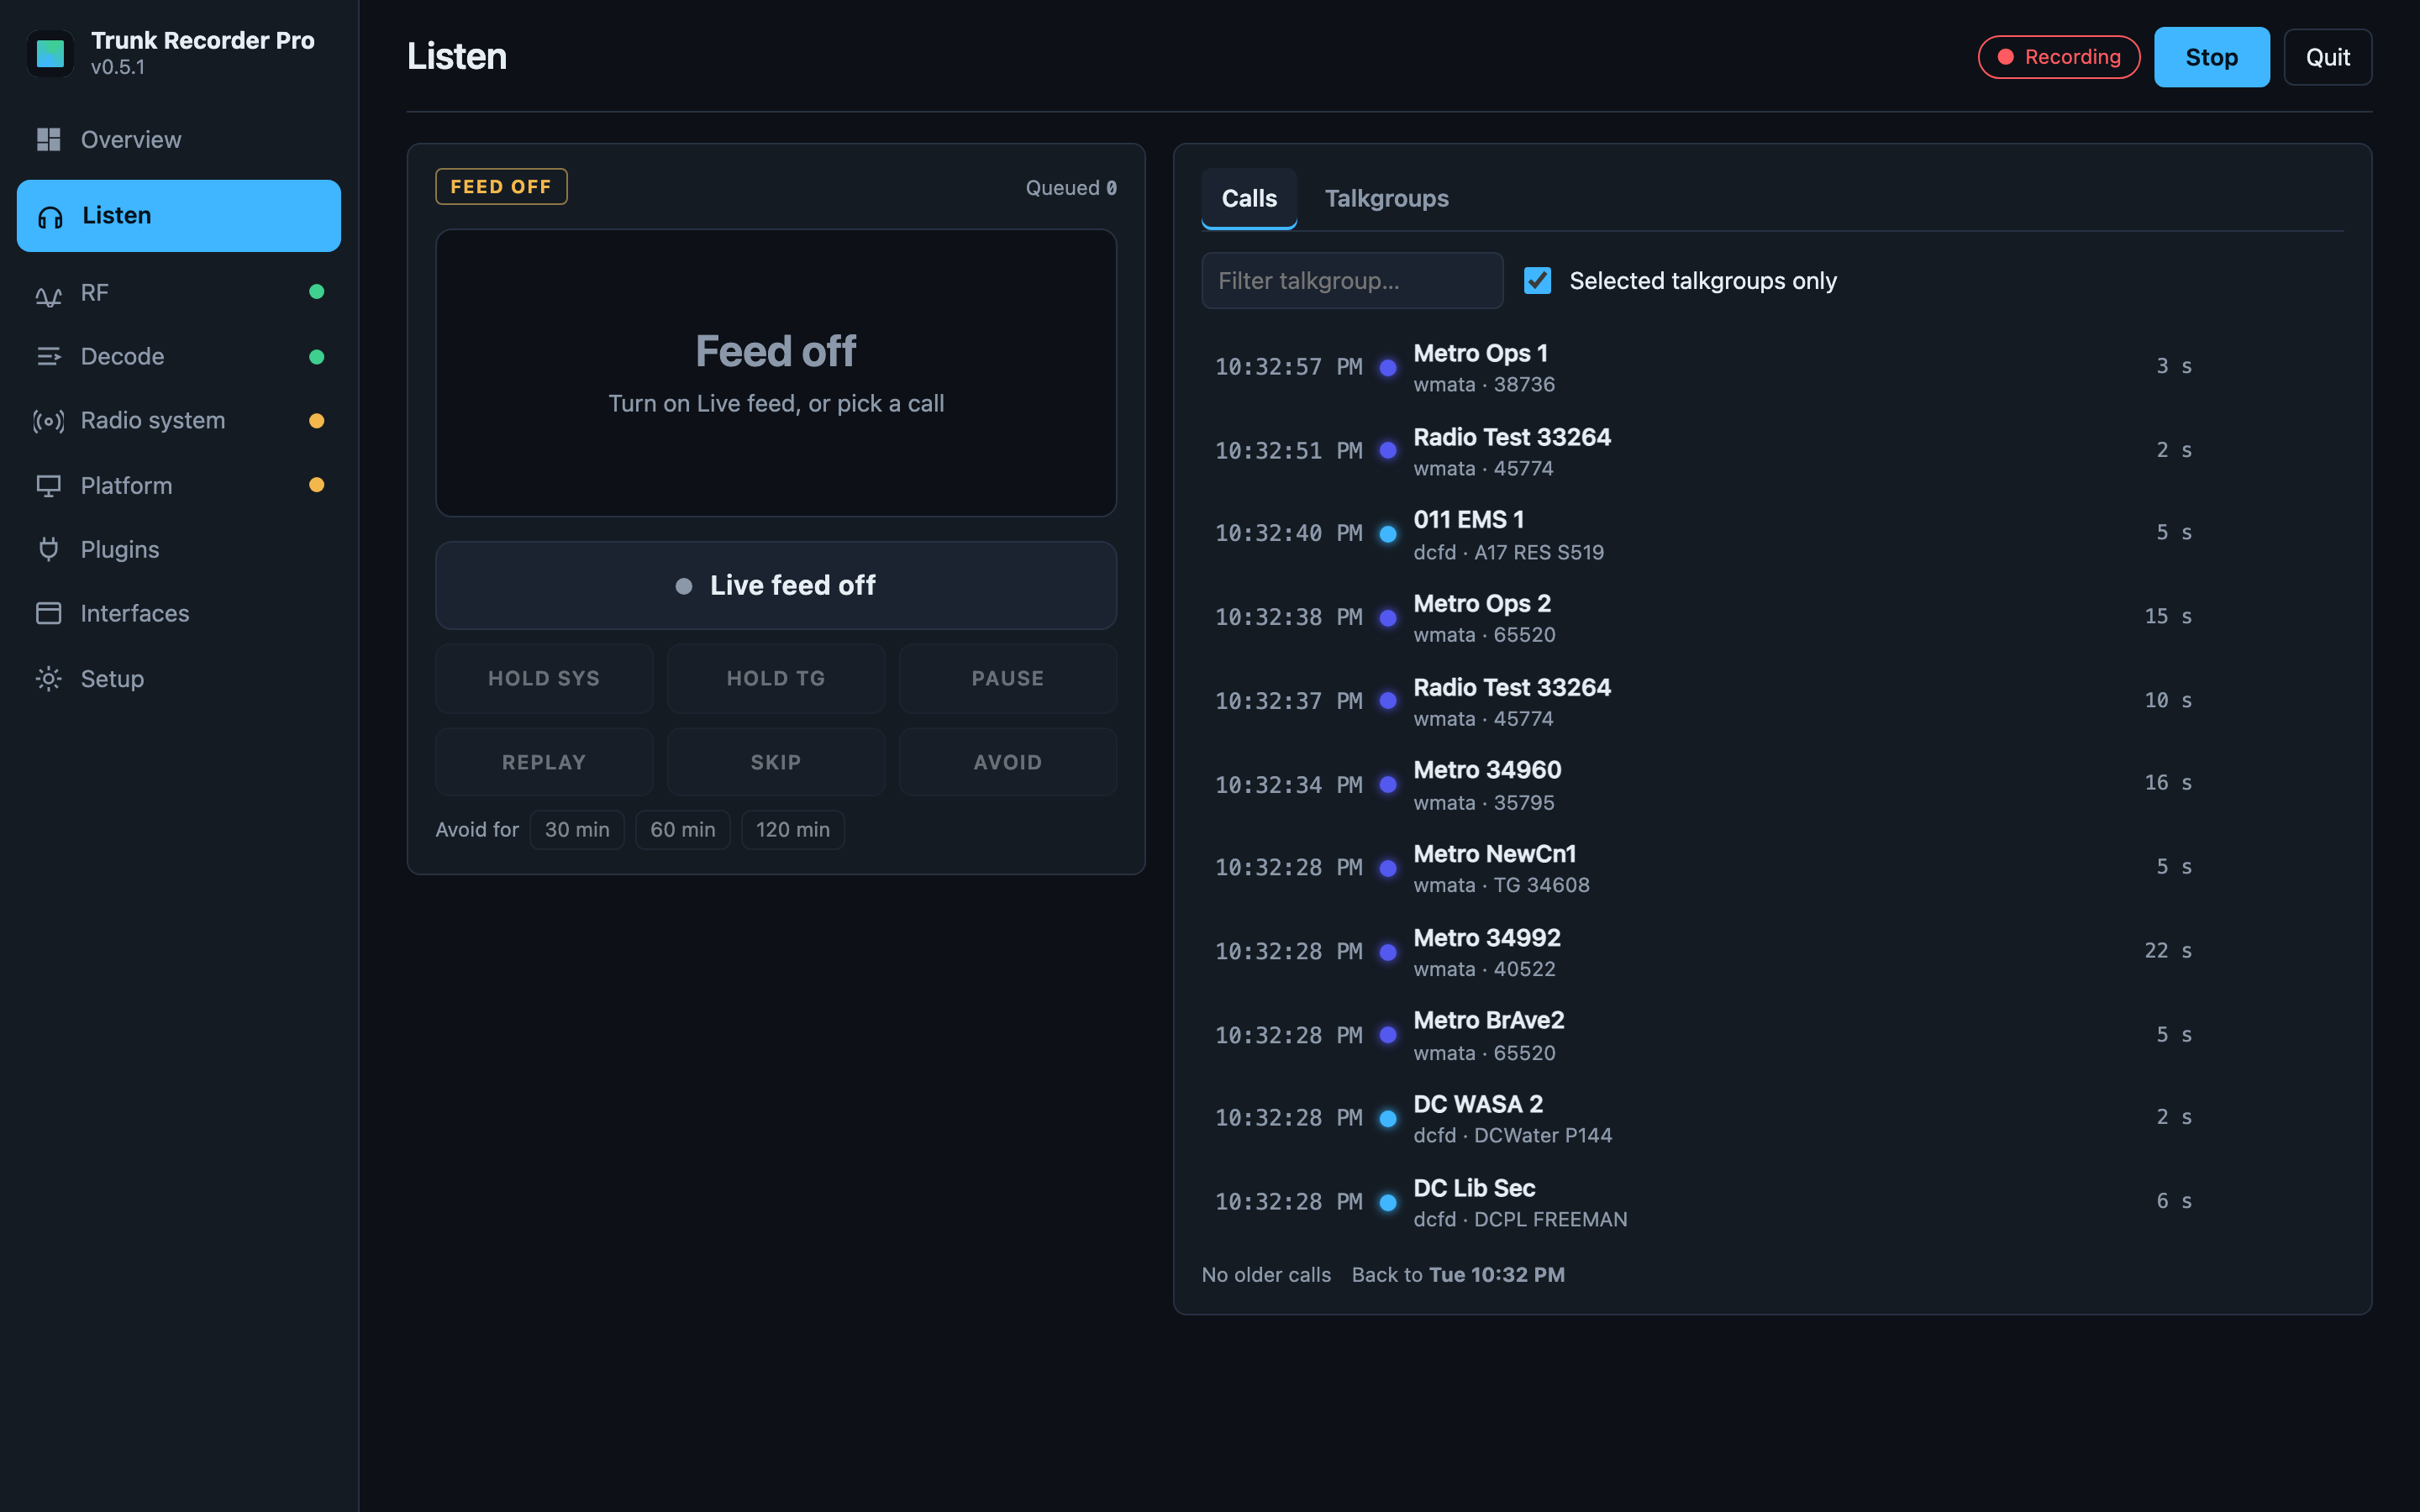 Trunk Recorder Pro
v0.5.1
Overview
Listen
RF
Decode
Radio system
Platform
Plugins
Interfaces
Setup
Listen
Recording
Stop
Quit
FEED OFF
Queued 0
Feed off
Turn on Live feed, or pick a call
Live feed off
HOLD SYS HOLD TG PAUSE
REPLAY SKIP AVOID
Avoid for 30 min 60 min 120 min
Calls Talkgroups
Filter talkgroup... Selected talkgroups only
10:32:57 PM Metro Ops 1 3 s
wmata · 38736
10:32:51 PM Radio Test 33264 2 s
wmata · 45774
10:32:40 PM 011 EMS 1 5 s
dcfd · A17 RES S519
10:32:38 PM Metro Ops 2 15 s
wmata · 65520
10:32:37 PM Radio Test 33264 10 s
wmata · 45774
10:32:34 PM Metro 34960 16 s
wmata · 35795
10:32:28 PM Metro NewCn1 5 s
wmata · TG 34608
10:32:28 PM Metro 34992 22 s
wmata · 40522
10:32:28 PM Metro BrAve2 5 s
wmata · 65520
10:32:28 PM DC WASA 2 2 s
dcfd · DCWater P144
10:32:28 PM DC Lib Sec 6 s
dcfd · DCPL FREEMAN
No older calls Back to Tue 10:32 PM